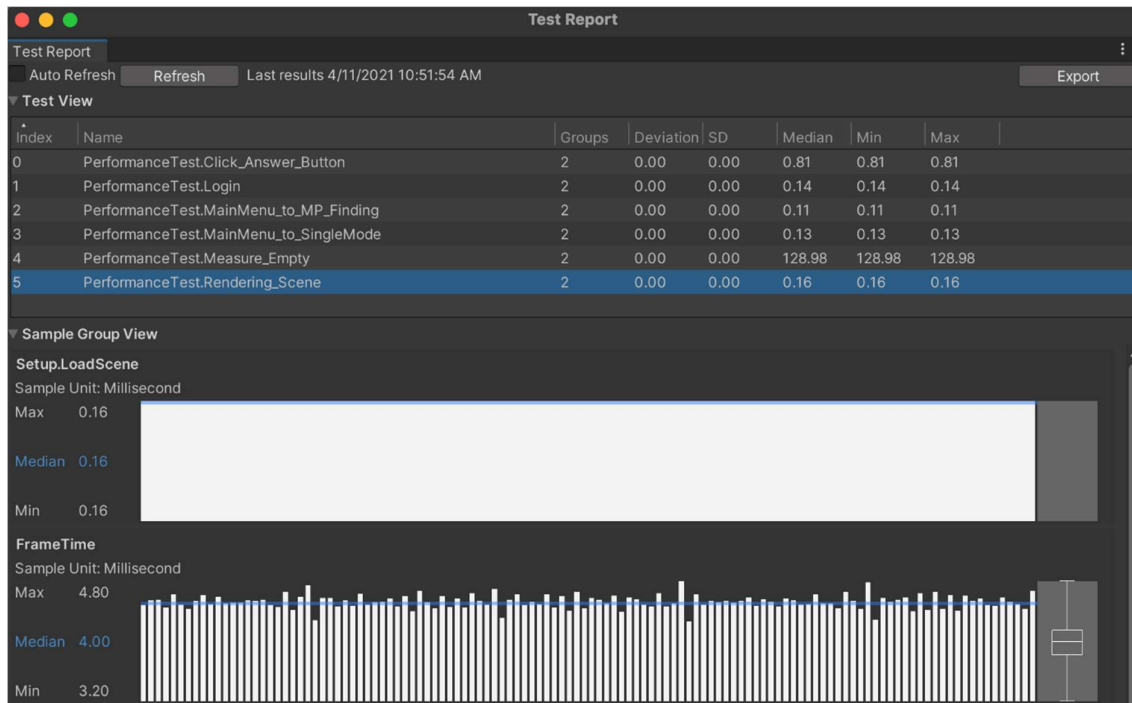 Test Report
Test Report
Auto Refresh Refresh Last results 4/11/2021 10:51:54 AM Export
Test View
Index Name Groups Deviation SD Median Min Max
0 PerformanceTest.Click_Answer_Button 2 0.00 0.00 0.81 0.81 0.81
1 PerformanceTest.Login 2 0.00 0.00 0.14 0.14 0.14
2 PerformanceTest.MainMenu_to_MP_Finding 2 0.00 0.00 0.11 0.11 0.11
3 PerformanceTest.MainMenu_to_SingleMode 2 0.00 0.00 0.13 0.13 0.13
4 PerformanceTest.Measure_Empty 2 0.00 0.00 128.98 128.98 128.98
5 PerformanceTest.Rendering_Scene 2 0.00 0.00 0.16 0.16 0.16
Sample Group View
Setup.LoadScene
Sample Unit: Millisecond
Max 0.16
Median 0.16
Min 0.16
FrameTime
Sample Unit: Millisecond
Max 4.80
Median 4.00
Min 3.20